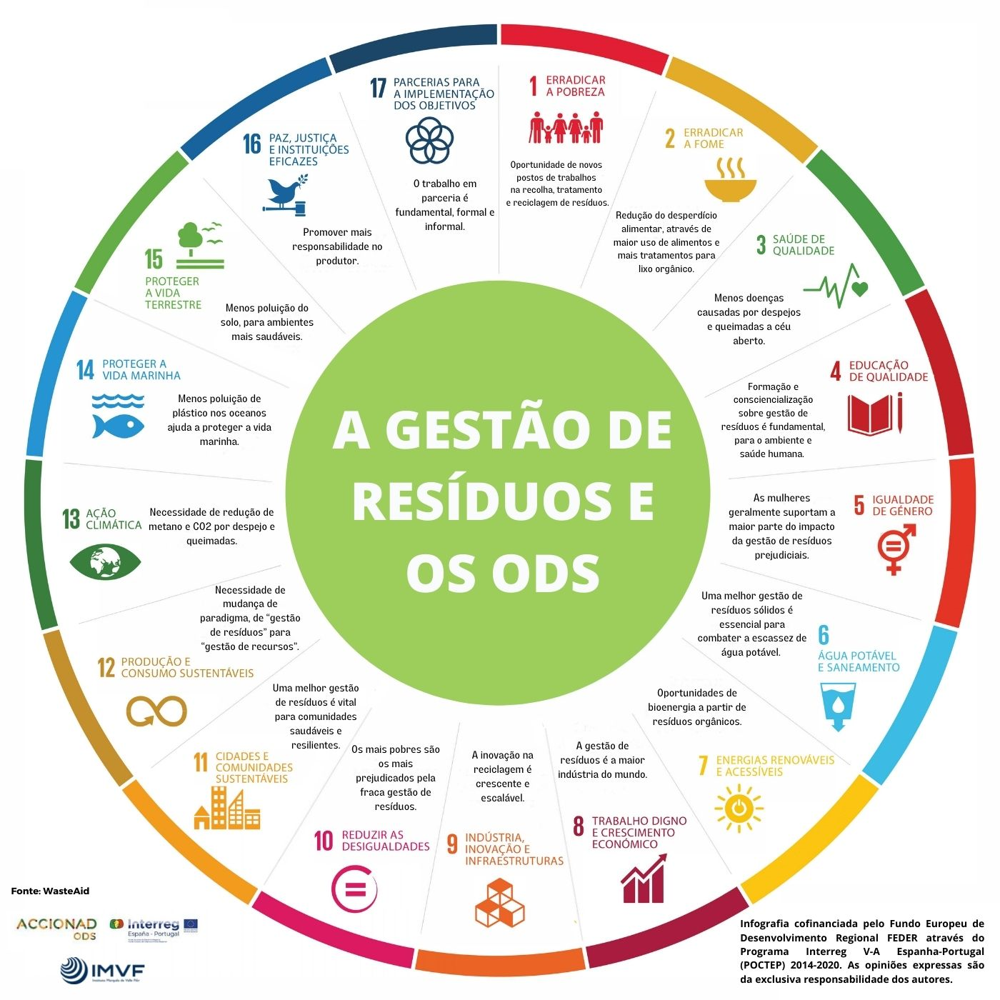 A GESTÃO DE
RESÍDUOS E
OS ODS
1 ERRADICAR
A POBREZA
Oportunidade de novos
postos de trabalhos
na recolha, tratamento
e reciclagem de resíduos.
2 ERRADICAR
A FOME
Redução do desperdício
alimentar, através de
maior uso de alimentos e
mais tratamentos para
lixo orgânico.
3 SAÚDE DE
QUALIDADE
Menos doenças
causadas por despejos
e queimadas a céu
aberto.
4 EDUCAÇÃO
DE QUALIDADE
Formação e
consciencialização
sobre gestão de
resíduos é fundamental,
para o ambiente e
saúde humana.
5 IGUALDADE
DE GÉNERO
As mulheres
geralmente suportam a
maior parte do impacto
da gestão de resíduos
prejudiciais.
6
ÁGUA POTÁVEL
E SANEAMENTO
Uma melhor gestão de
resíduos sólidos é
essencial para
combater a escassez de
água potável.
7 ENERGIAS RENOVÁVEIS
E ACESSÍVEIS
Oportunidades de
bioenergia a partir de
resíduos orgânicos.
8 TRABALHO DIGNO
E CRESCIMENTO
ECONÓMICO
A gestão de
resíduos é a maior
indústria do mundo.
9 INDÚSTRIA,
INOVAÇÃO E
INFRAESTRUTURAS
A inovação na
reciclagem é
crescente e
escalável.
10 REDUZIR AS
DESIGUALDADES
Os mais pobres são
os mais
prejudicados pela
fraca gestão de
resíduos.
11 CIDADES E
COMUNIDADES
SUSTENTÁVEIS
Uma melhor gestão
de resíduos é vital
para comunidades
saudáveis e
resilientes.
12 PRODUÇÃO E
CONSUMO SUSTENTÁVEIS
Necessidade de
mudança de
paradigma, de “gestão
de resíduos” para
“gestão de recursos”.
13 AÇÃO
CLIMÁTICA
Necessidade de redução de
metano e CO2 por despejo e
queimadas.
14 PROTEGER A
VIDA MARINHA
Menos poluição de
plástico nos oceanos
ajuda a proteger a vida
marinha.
15
PROTEGER
A VIDA
TERRESTRE
Menos poluição do
solo, para ambientes
mais saudáveis.
16 PAZ, JUSTIÇA
E INSTITUIÇÕES
EFICAZES
Promover mais
responsabilidade no
produtor.
17 PARCERIAS PARA
A IMPLEMENTAÇÃO
DOS OBJETIVOS
O trabalho em
parceria é
fundamental, formal e
informal.
Fonte: WasteAid
ACCIONAD
ODS
Interreg
España - Portugal
IMVF
Instituto Marquês de Valle Flôr
Infografia cofinanciada pelo Fundo Europeu de
Desenvolvimento Regional FEDER através do
Programa Interreg V-A Espanha-Portugal
(POCTEP) 2014-2020. As opiniões expressas são
da exclusiva responsabilidade dos autores.